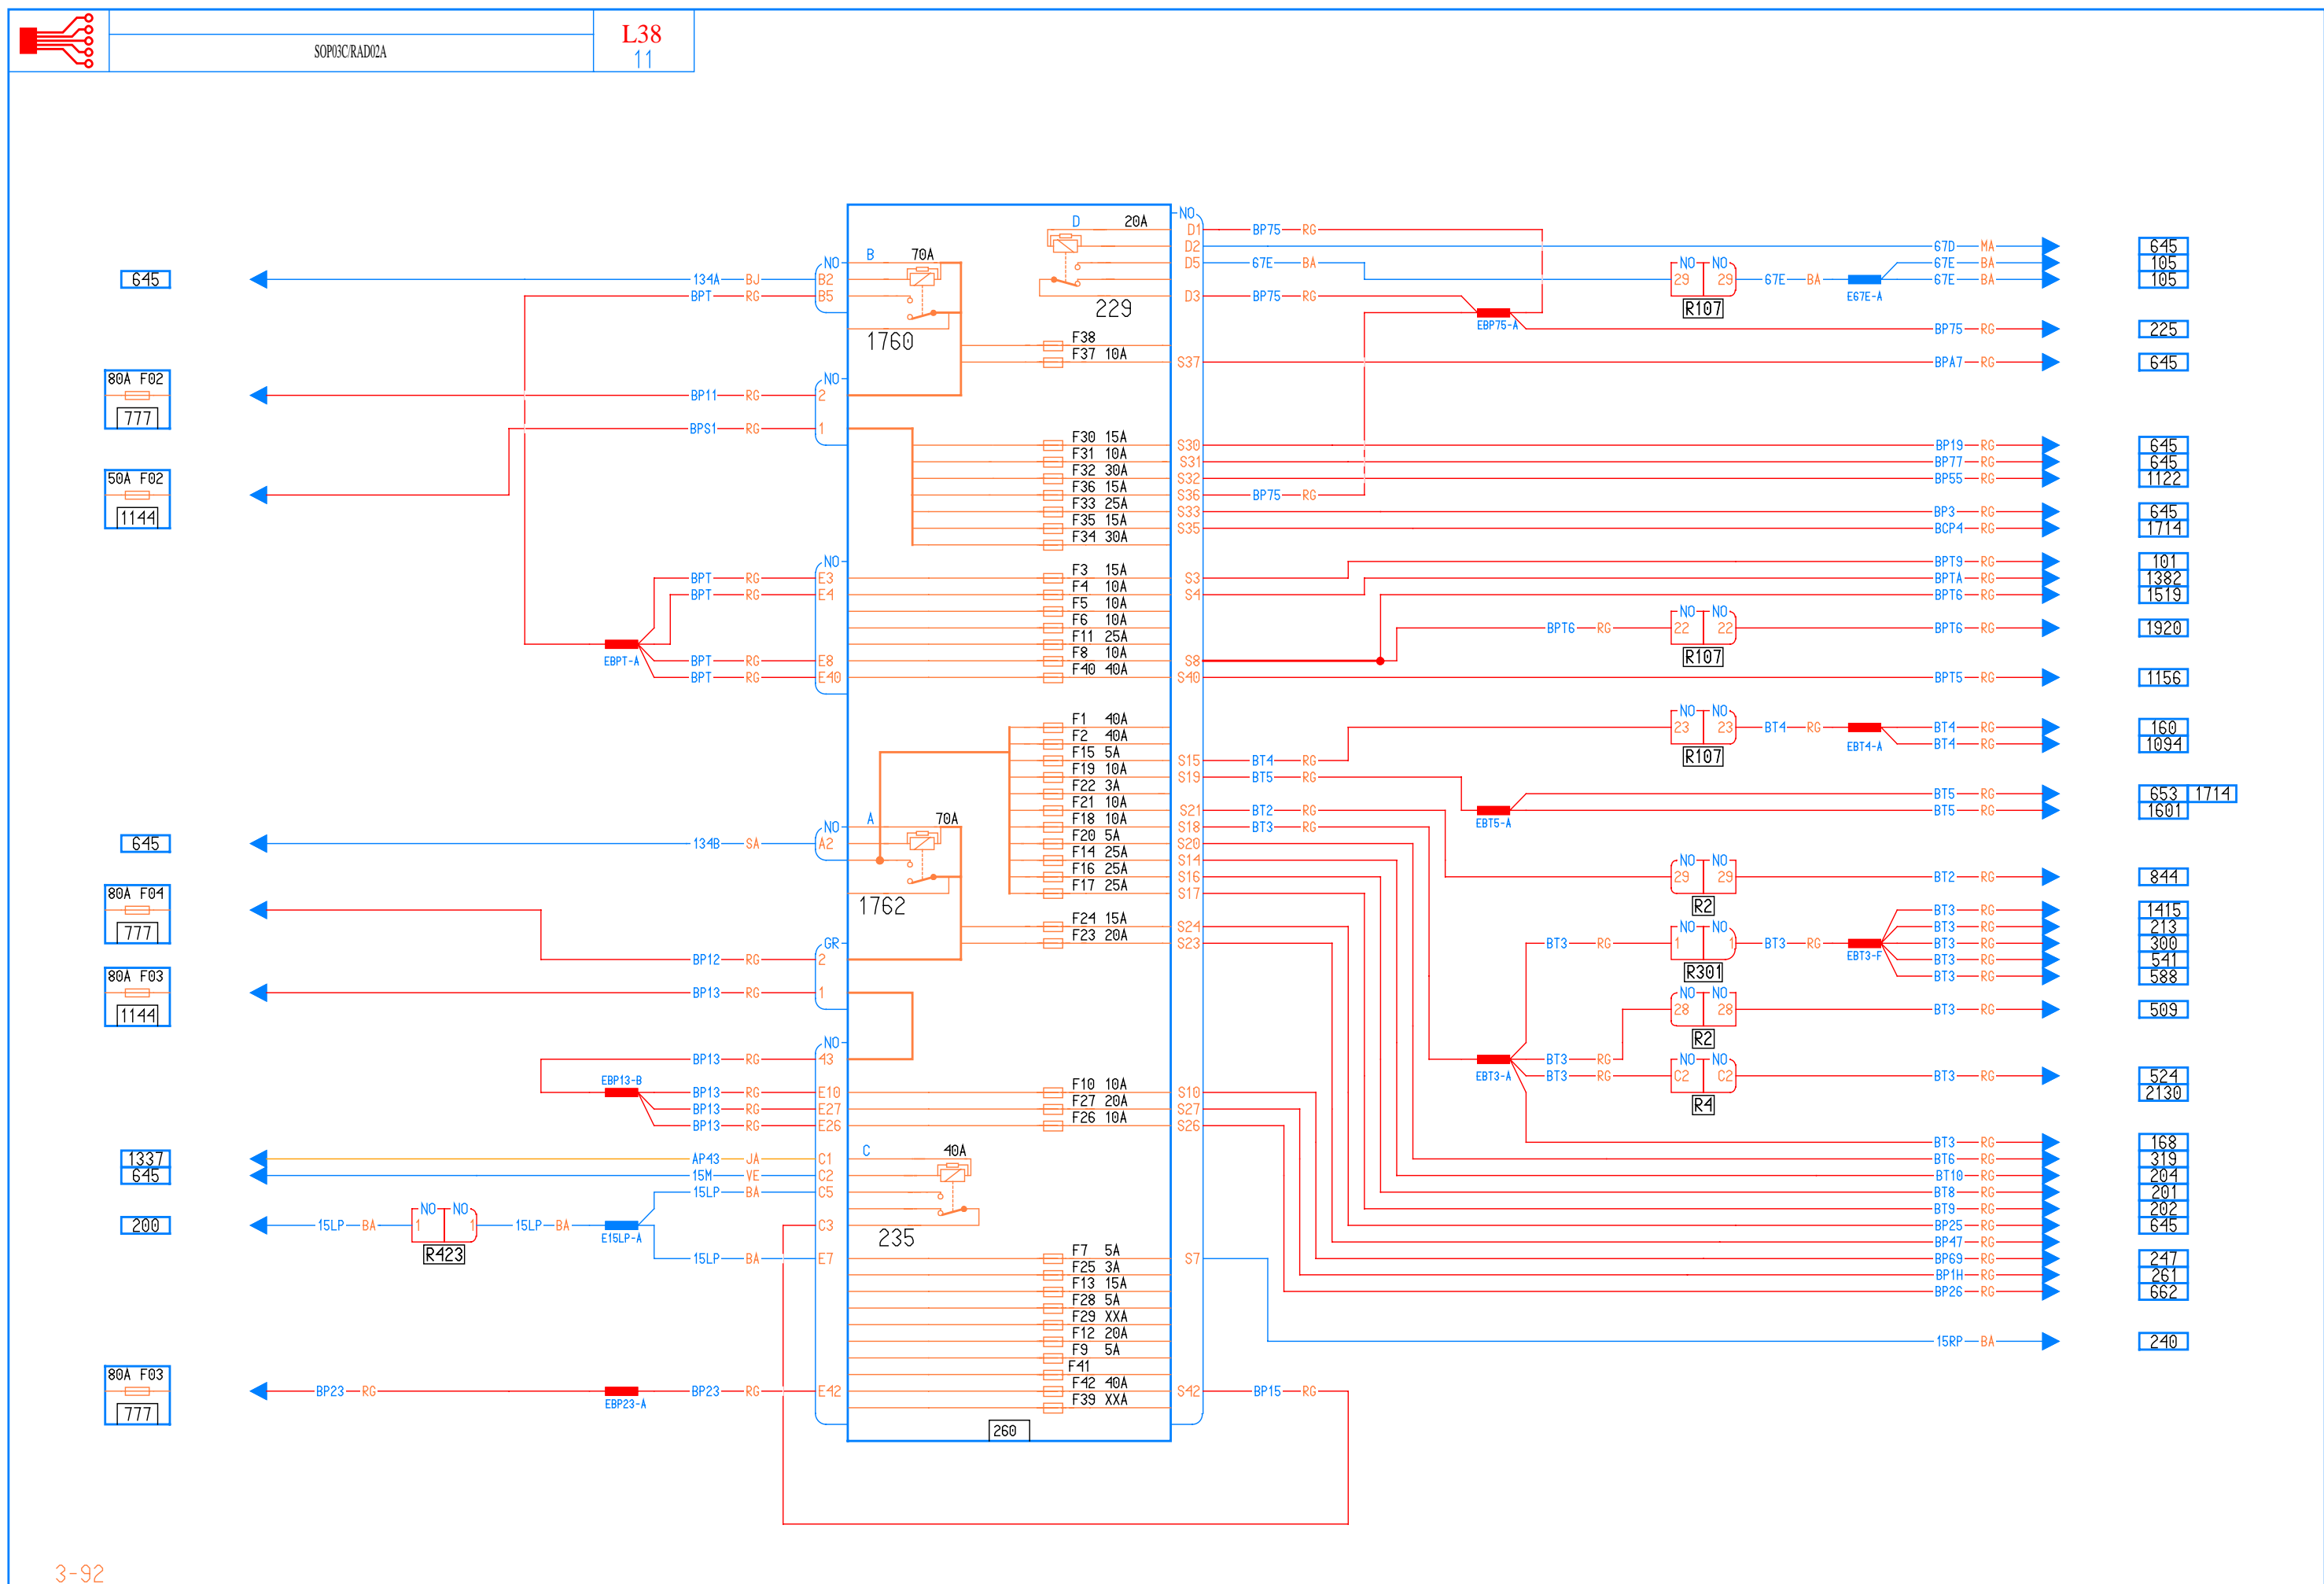 SOP03C/RAD02A
L38
11
NO
D 20A
D1 BP75 RG
D2 67D MA 645
B 70A
NO
D5 67E BA
67E BA 105
645 134A BJ B2
NO NO
29 29 67E BA 67E BA 105
BPT RG B5
D3 BP75 RG
E67E-A
229
R107
EBP75-A
BP75 RG 225
1760
F38
F37 10A S37 BPA7 RG 645
80A F02
777
NO
BP11 RG 2
BPS1 RG 1
F30 15A S30 BP19 RG 645
F31 10A S31 BP77 RG 645
F32 30A S32 BP55 RG 1122
50A F02
1144
F36 15A S36 BP75 RG
F33 25A S33 BP3 RG 645
F35 15A S35 BCP4 RG 1714
F34 30A
NO
BPT9 RG 101
BPT RG E3 F3 15A S3 BPTA RG 1382
BPT RG E4 F4 10A S4 BPT6 RG 1519
F5 10A
NO NO
F6 10A BPT6 RG 22 22 BPT6 RG 1920
F11 25A
R107
EBPT-A
BPT RG E8 F8 10A S8
BPT RG E40 F40 40A S40 BPT5 RG 1156
NO NO
F1 40A 23 23 BT4 RG BT4 RG 160
F2 40A BT4 RG 1094
EBT4-A
R107
F15 5A S15 BT4 RG
F19 10A S19 BT5 RG
F22 3A BT5 RG 653 1714
F21 10A S21 BT2 RG BT5 RG 1601
EBT5-A
A 70A
NO
F18 10A S18 BT3 RG
645 134B SA A2 F20 5A S20
F14 25A S14
NO NO
F16 25A S16 29 29 BT2 RG 844
F17 25A S17
R2
80A F04
777
1762
BT3 RG 1415
F24 15A S24
NO NO
BT3 RG 213
GR
F23 20A S23 BT3 RG 1 1 BT3 RG BT3 RG 300
EBT3-F
BP12 RG 2 BT3 RG 541
R301
BT3 RG 588
80A F03
1144
BP13 RG 1
NO NO
28 28 BT3 RG 509
R2
NO
BP13 RG 43
EBT3-A
BT3 RG
NO NO
BT3 RG C2 C2 BT3 RG 524
2130
R4
EBP13-B
BP13 RG E10 F10 10A S10
BP13 RG E27 F27 20A S27
BP13 RG E26 F26 10A S26
BT3 RG 168
C 40A
1337 AP43 JA C1 BT6 RG 319
645 15M VE C2 BT10 RG 204
15LP BA C5 BT8 RG 201
NO NO
BT9 RG 202
200 15LP BA 1 1 15LP BA C3 BP25 RG 645
E15LP-A
235
R423
BP47 RG
15LP BA E7 F7 5A S7 BP69 RG 247
F25 3A BP1H RG 261
F13 15A BP26 RG 662
F28 5A
F29 XXA
F12 20A 15RP BA 240
F9 5A
F41
80A F03
777
BP23 RG BP23 RG E42 F42 40A S42 BP15 RG
EBP23-A
F39 XXA
260
3-92